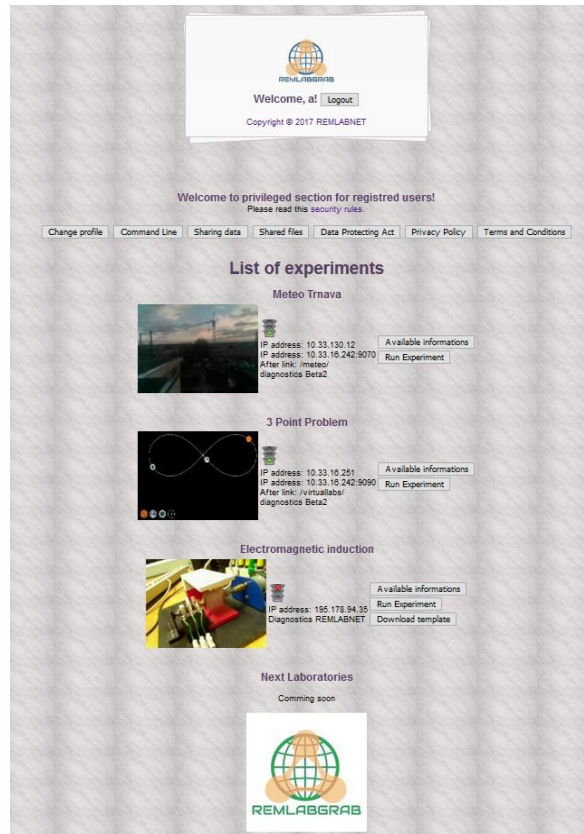 REMLABGRAB
Welcome, a! Logout
Copyright © 2017 REMLABNET
Welcome to privileged section for registred users!
Please read this security rules.
Change profile Command Line Sharing data Shared files Data Protecting Act Privacy Policy Terms and Conditions
List of experiments
Meteo Trnava
IP address: 10.33.130.12
IP address: 10.33.16.242:9070
After link: /meteo/
diagnostics Beta2
Available informations
Run Experiment
3 Point Problem
IP address: 10.33.16.251
IP address: 10.33.16.242:9090
After link: /virtuallabs/
diagnostics Beta2
Available informations
Run Experiment
Electromagnetic induction
IP address: 195.178.94.35
Diagnostics REMLABNET
Available informations
Run Experiment
Download template
Next Laboratories
Comming soon
REMLABGRAB